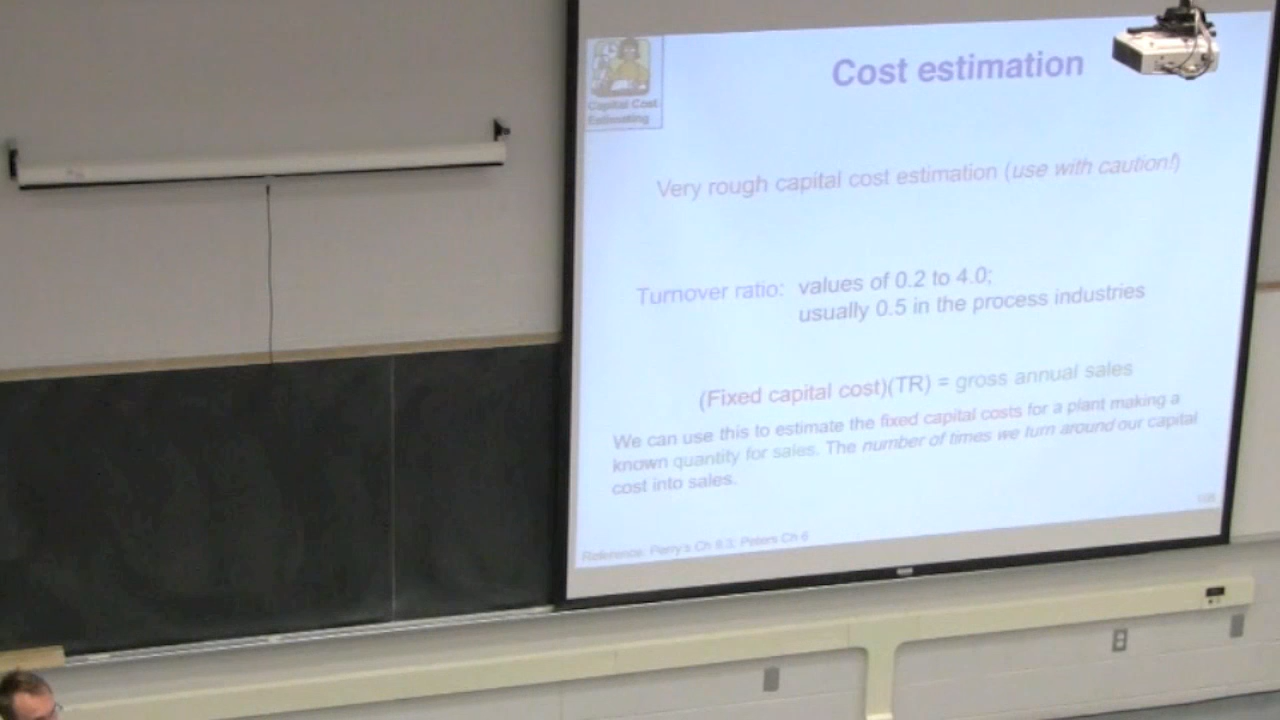 Cost estimation
Capital Cost
Estimating
Very rough capital cost estimation (use with caution!)
Turnover ratio: values of 0.2 to 4.0;
usually 0.5 in the process industries
(Fixed capital cost)(TR) = gross annual sales
We can use this to estimate the fixed capital costs for a plant making a
known quantity for sales. The number of times we turn around our capital
cost into sales.
Reference: Perry's Ch 9.3; Peters Ch 6